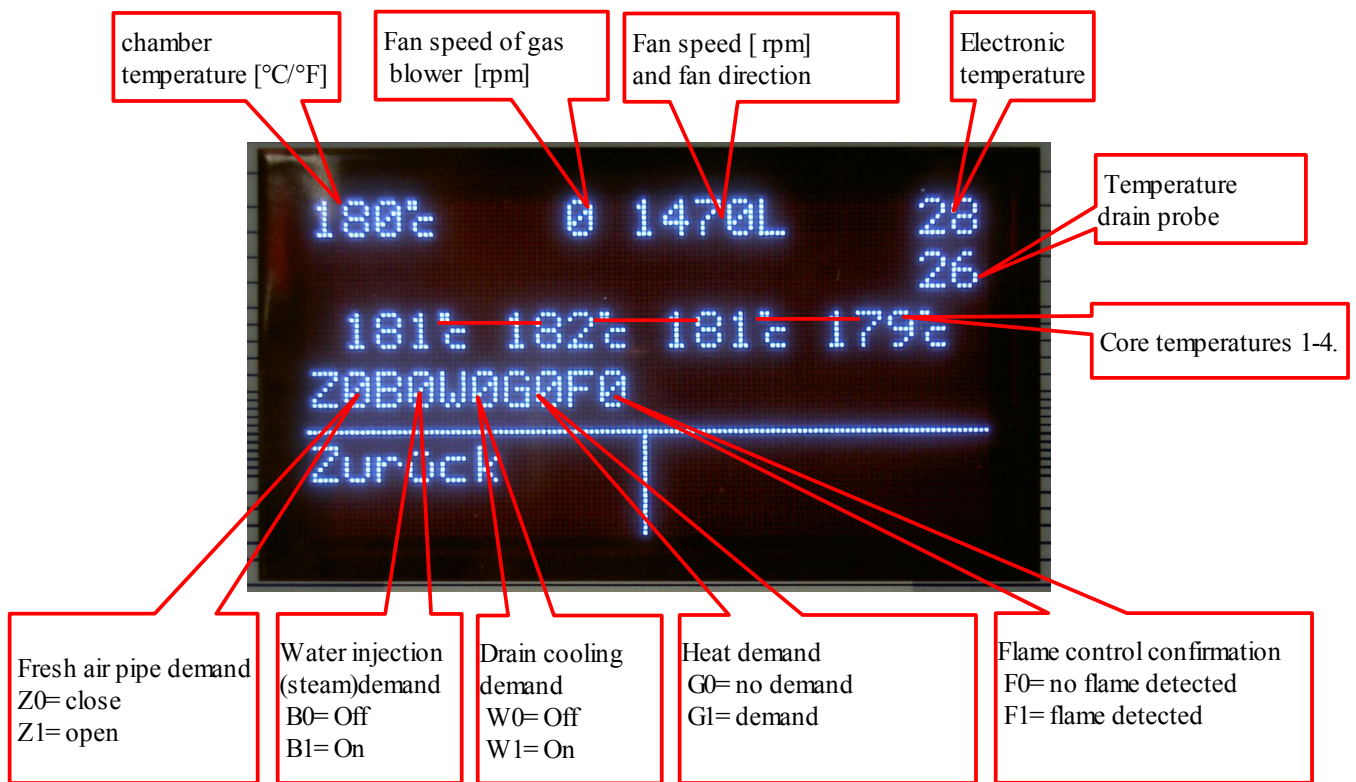 chamber
temperature [°C/°F]
Fan speed of gas
blower [rpm]
Fan speed [ rpm]
and fan direction
Electronic
temperature
Temperature
drain probe
180°c 0 1470L 28
26
181°c 182°c 181°c 179°c
Core temperatures 1-4.
Z0B0W0G0F0
Zurück
Fresh air pipe demand
Z0= close
Z1= open
Water injection
(steam)demand
B0= Off
B1= On
Drain cooling
demand
W0= Off
W1= On
Heat demand
G0= no demand
G1= demand
Flame control confirmation
F0= no flame detected
F1= flame detected